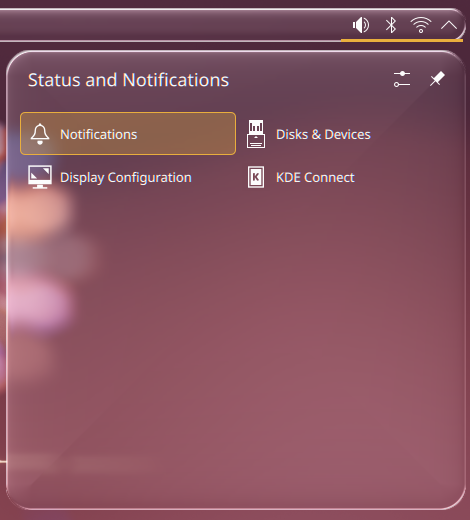 Status and Notifications
Notifications
Disks & Devices
Display Configuration
KDE Connect